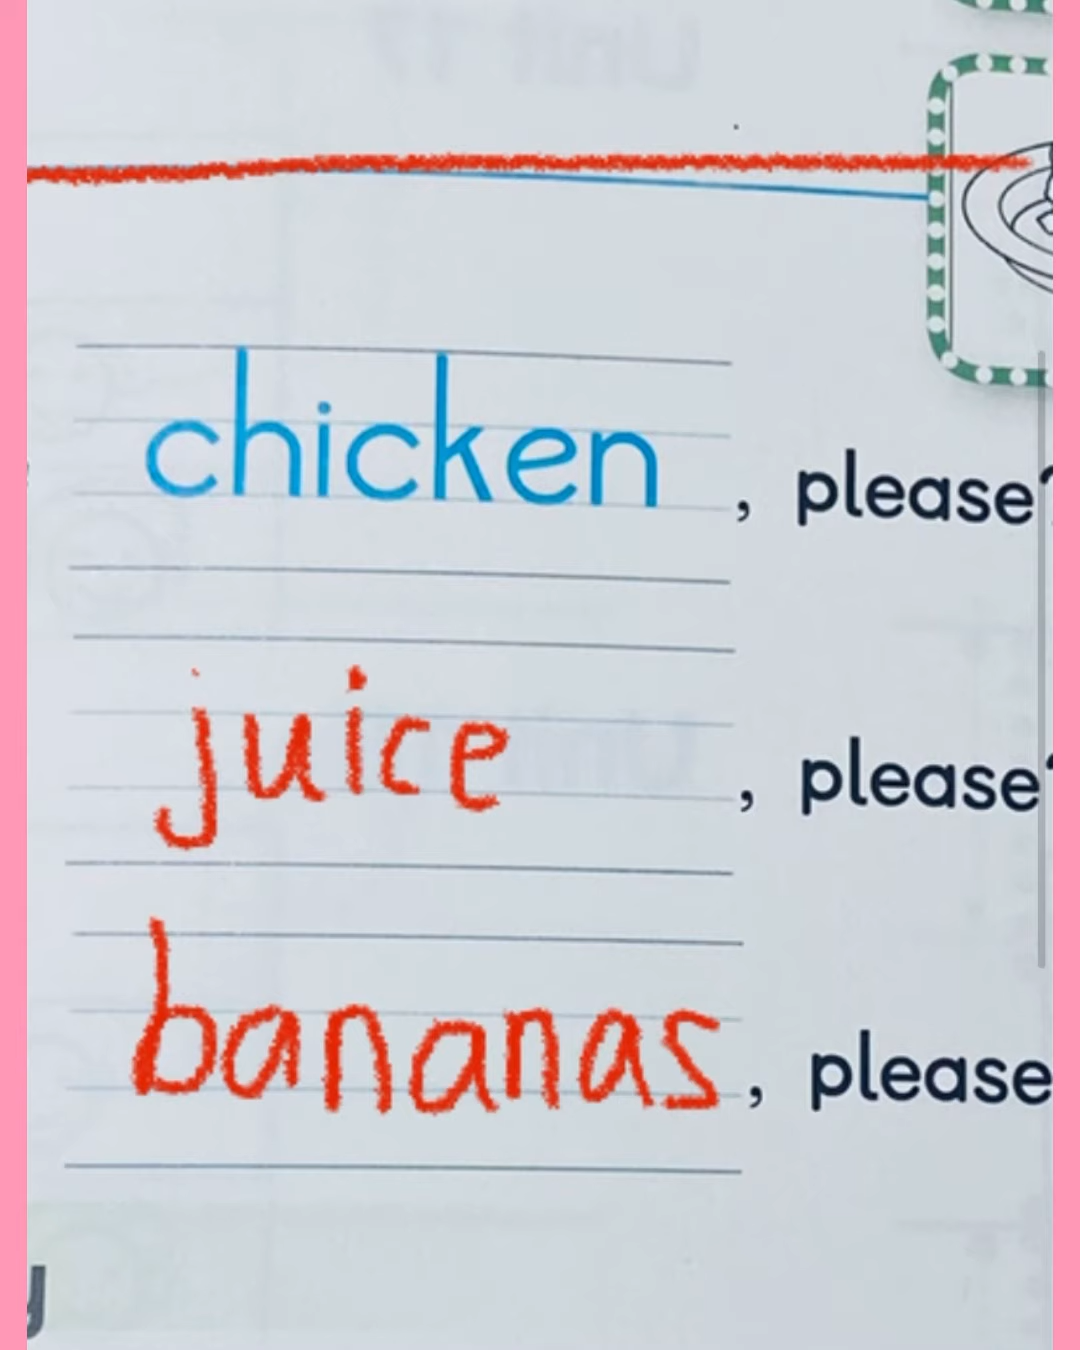 chicken, please?
juice, please?
bananas, please
y